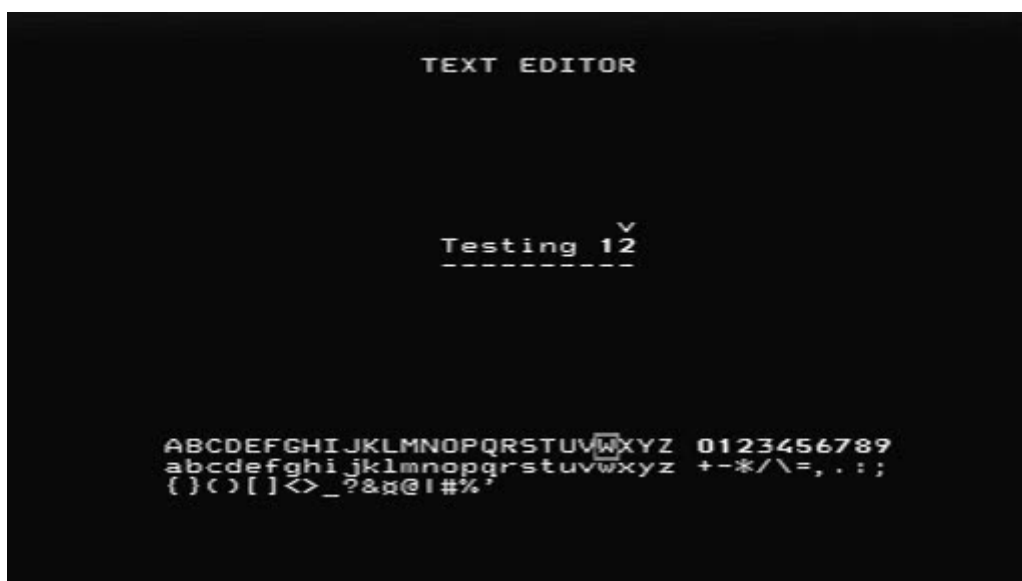 TEXT EDITOR
v
Testing 12
----------
ABCDEFGHIJKLMNOPQRSTUVWXYZ 0123456789
abcdefghijklmnopqrstuvwxyz +-*/\=,.:;
{}()[]<>_?&¤@|#%'